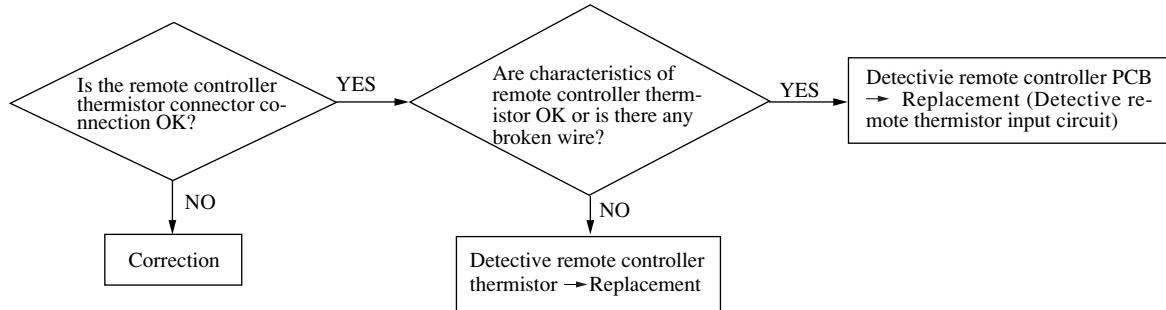 Is the remote controller
thermistor connector co-
nnection OK?
YES
NO
Correction
Are characteristics of
remote controller therm-
istor OK or is there any
broken wire?
YES
NO
Detective remote controller
thermistor → Replacement
Detectivie remote controller PCB
→ Replacement (Detective re-
mote thermistor input circuit)